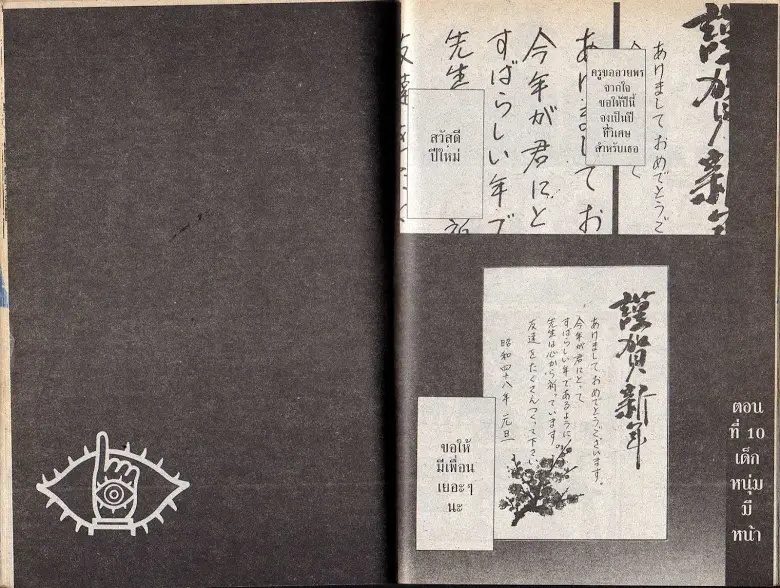 謹賀新年
あけましておめでとうご
あけましてお
今年が君にと
すばらしい年で
先生
ครูขออวยพร
จากใจ
ขอให้ปีนี้
จงเป็นปี
ที่วิเศษ
สำหรับเธอ
สวัสดี
ปีใหม่
謹賀新年
あけましておめでとうございます。
今年が君にとって
すばらしい年であるように
先生は心から祈っています。
友達をたくさんつくって下さい。
昭和四十八年 元旦
ขอให้
มีเพื่อน
เยอะๆ
นะ
ตอน
ที่ 10
เด็ก
หนุ่ม
มี
หน้า